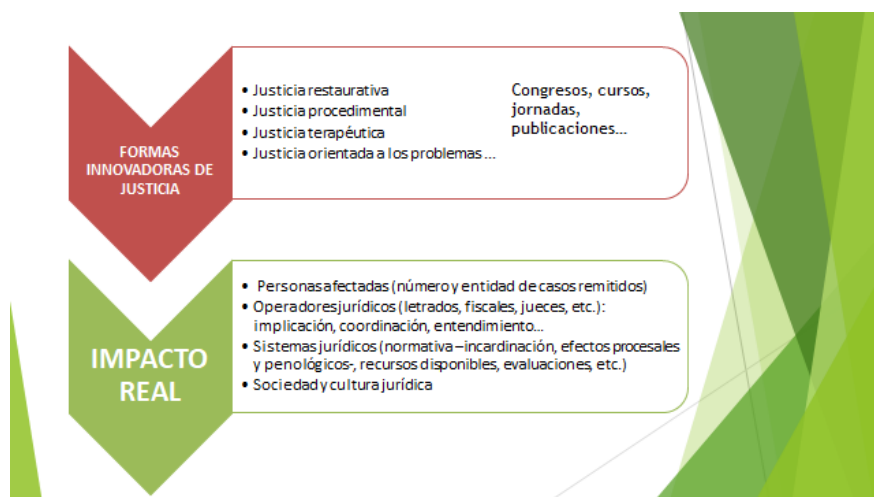 FORMAS
INNOVADORAS DE
JUSTICIA
• Justicia restaurativa
• Justicia procedimental
• Justicia terapéutica
• Justicia orientada a los problemas ...
Congresos, cursos,
jornadas,
publicaciones...
IMPACTO
REAL
• Personas afectadas (número y entidad de casos remitidos)
• Operadores jurídicos (letrados, fiscales, jueces, etc.):
implicación, coordinación, entendimiento...
• Sistemas jurídicos (normativa –incardinación, efectos procesales
y penológicos-, recursos disponibles, evaluaciones, etc.)
• Sociedad y cultura jurídica